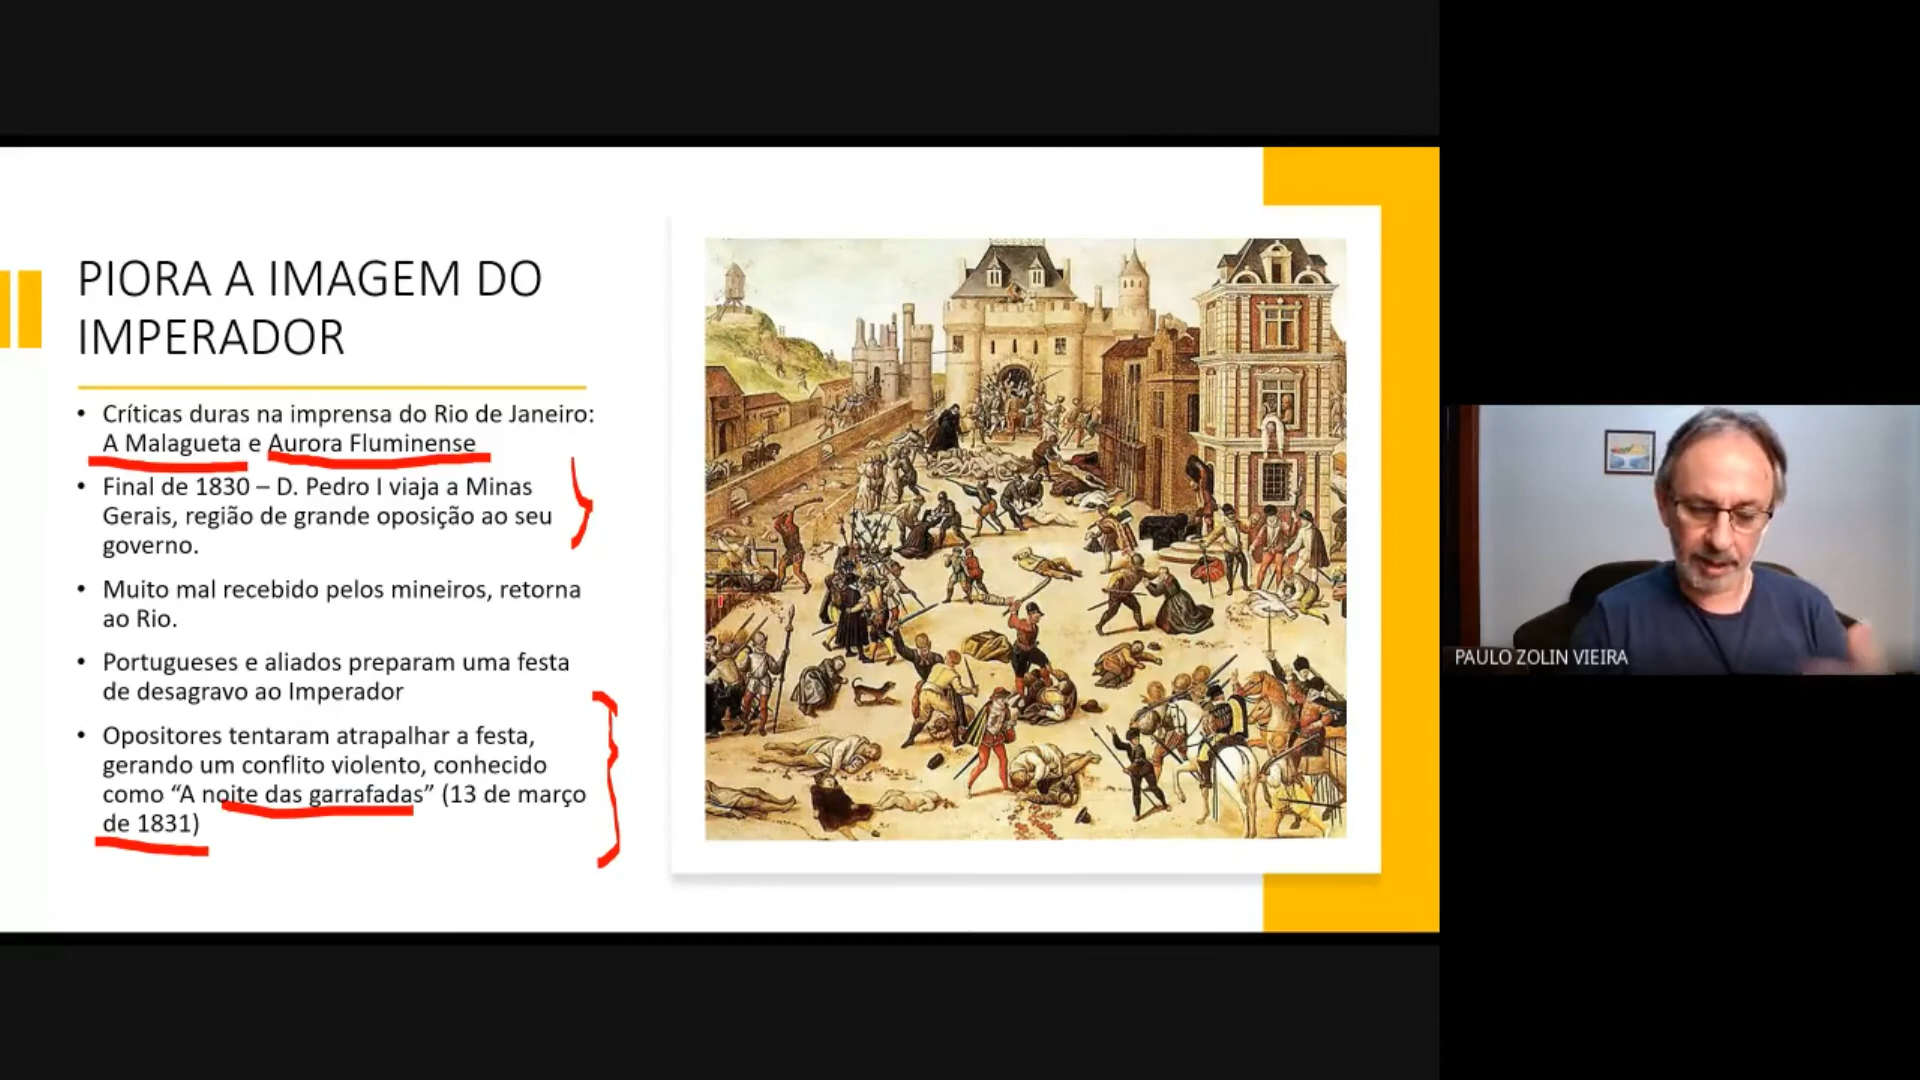 PIORA A IMAGEM DO
IMPERADOR
• Críticas duras na imprensa do Rio de Janeiro:
A Malagueta e Aurora Fluminense
• Final de 1830 – D. Pedro I viaja a Minas
Gerais, região de grande oposição ao seu
governo.
• Muito mal recebido pelos mineiros, retorna
ao Rio.
• Portugueses e aliados preparam uma festa
de desagravo ao Imperador
• Opositores tentaram atrapalhar a festa,
gerando um conflito violento, conhecido
como “A noite das garrafadas” (13 de março
de 1831)
PAULO ZOLIN VIEIRA